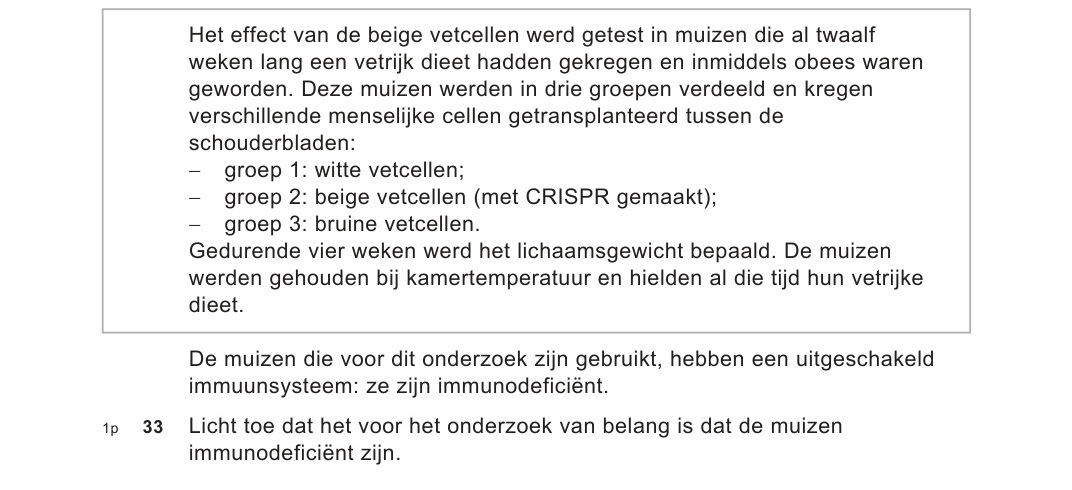 Het effect van de beige vetcellen werd getest in muizen die al twaalf
weken lang een vetrijk dieet hadden gekregen en inmiddels obees waren
geworden. Deze muizen werden in drie groepen verdeeld en kregen
verschillende menselijke cellen getransplanteerd tussen de
schouderbladen:
– groep 1: witte vetcellen;
– groep 2: beige vetcellen (met CRISPR gemaakt);
– groep 3: bruine vetcellen.
Gedurende vier weken werd het lichaamsgewicht bepaald. De muizen
werden gehouden bij kamertemperatuur en hielden al die tijd hun vetrijke
dieet.
De muizen die voor dit onderzoek zijn gebruikt, hebben een uitgeschakeld
immuunsysteem: ze zijn immunodeficiënt.
1p 33 Licht toe dat het voor het onderzoek van belang is dat de muizen
immunodeficiënt zijn.